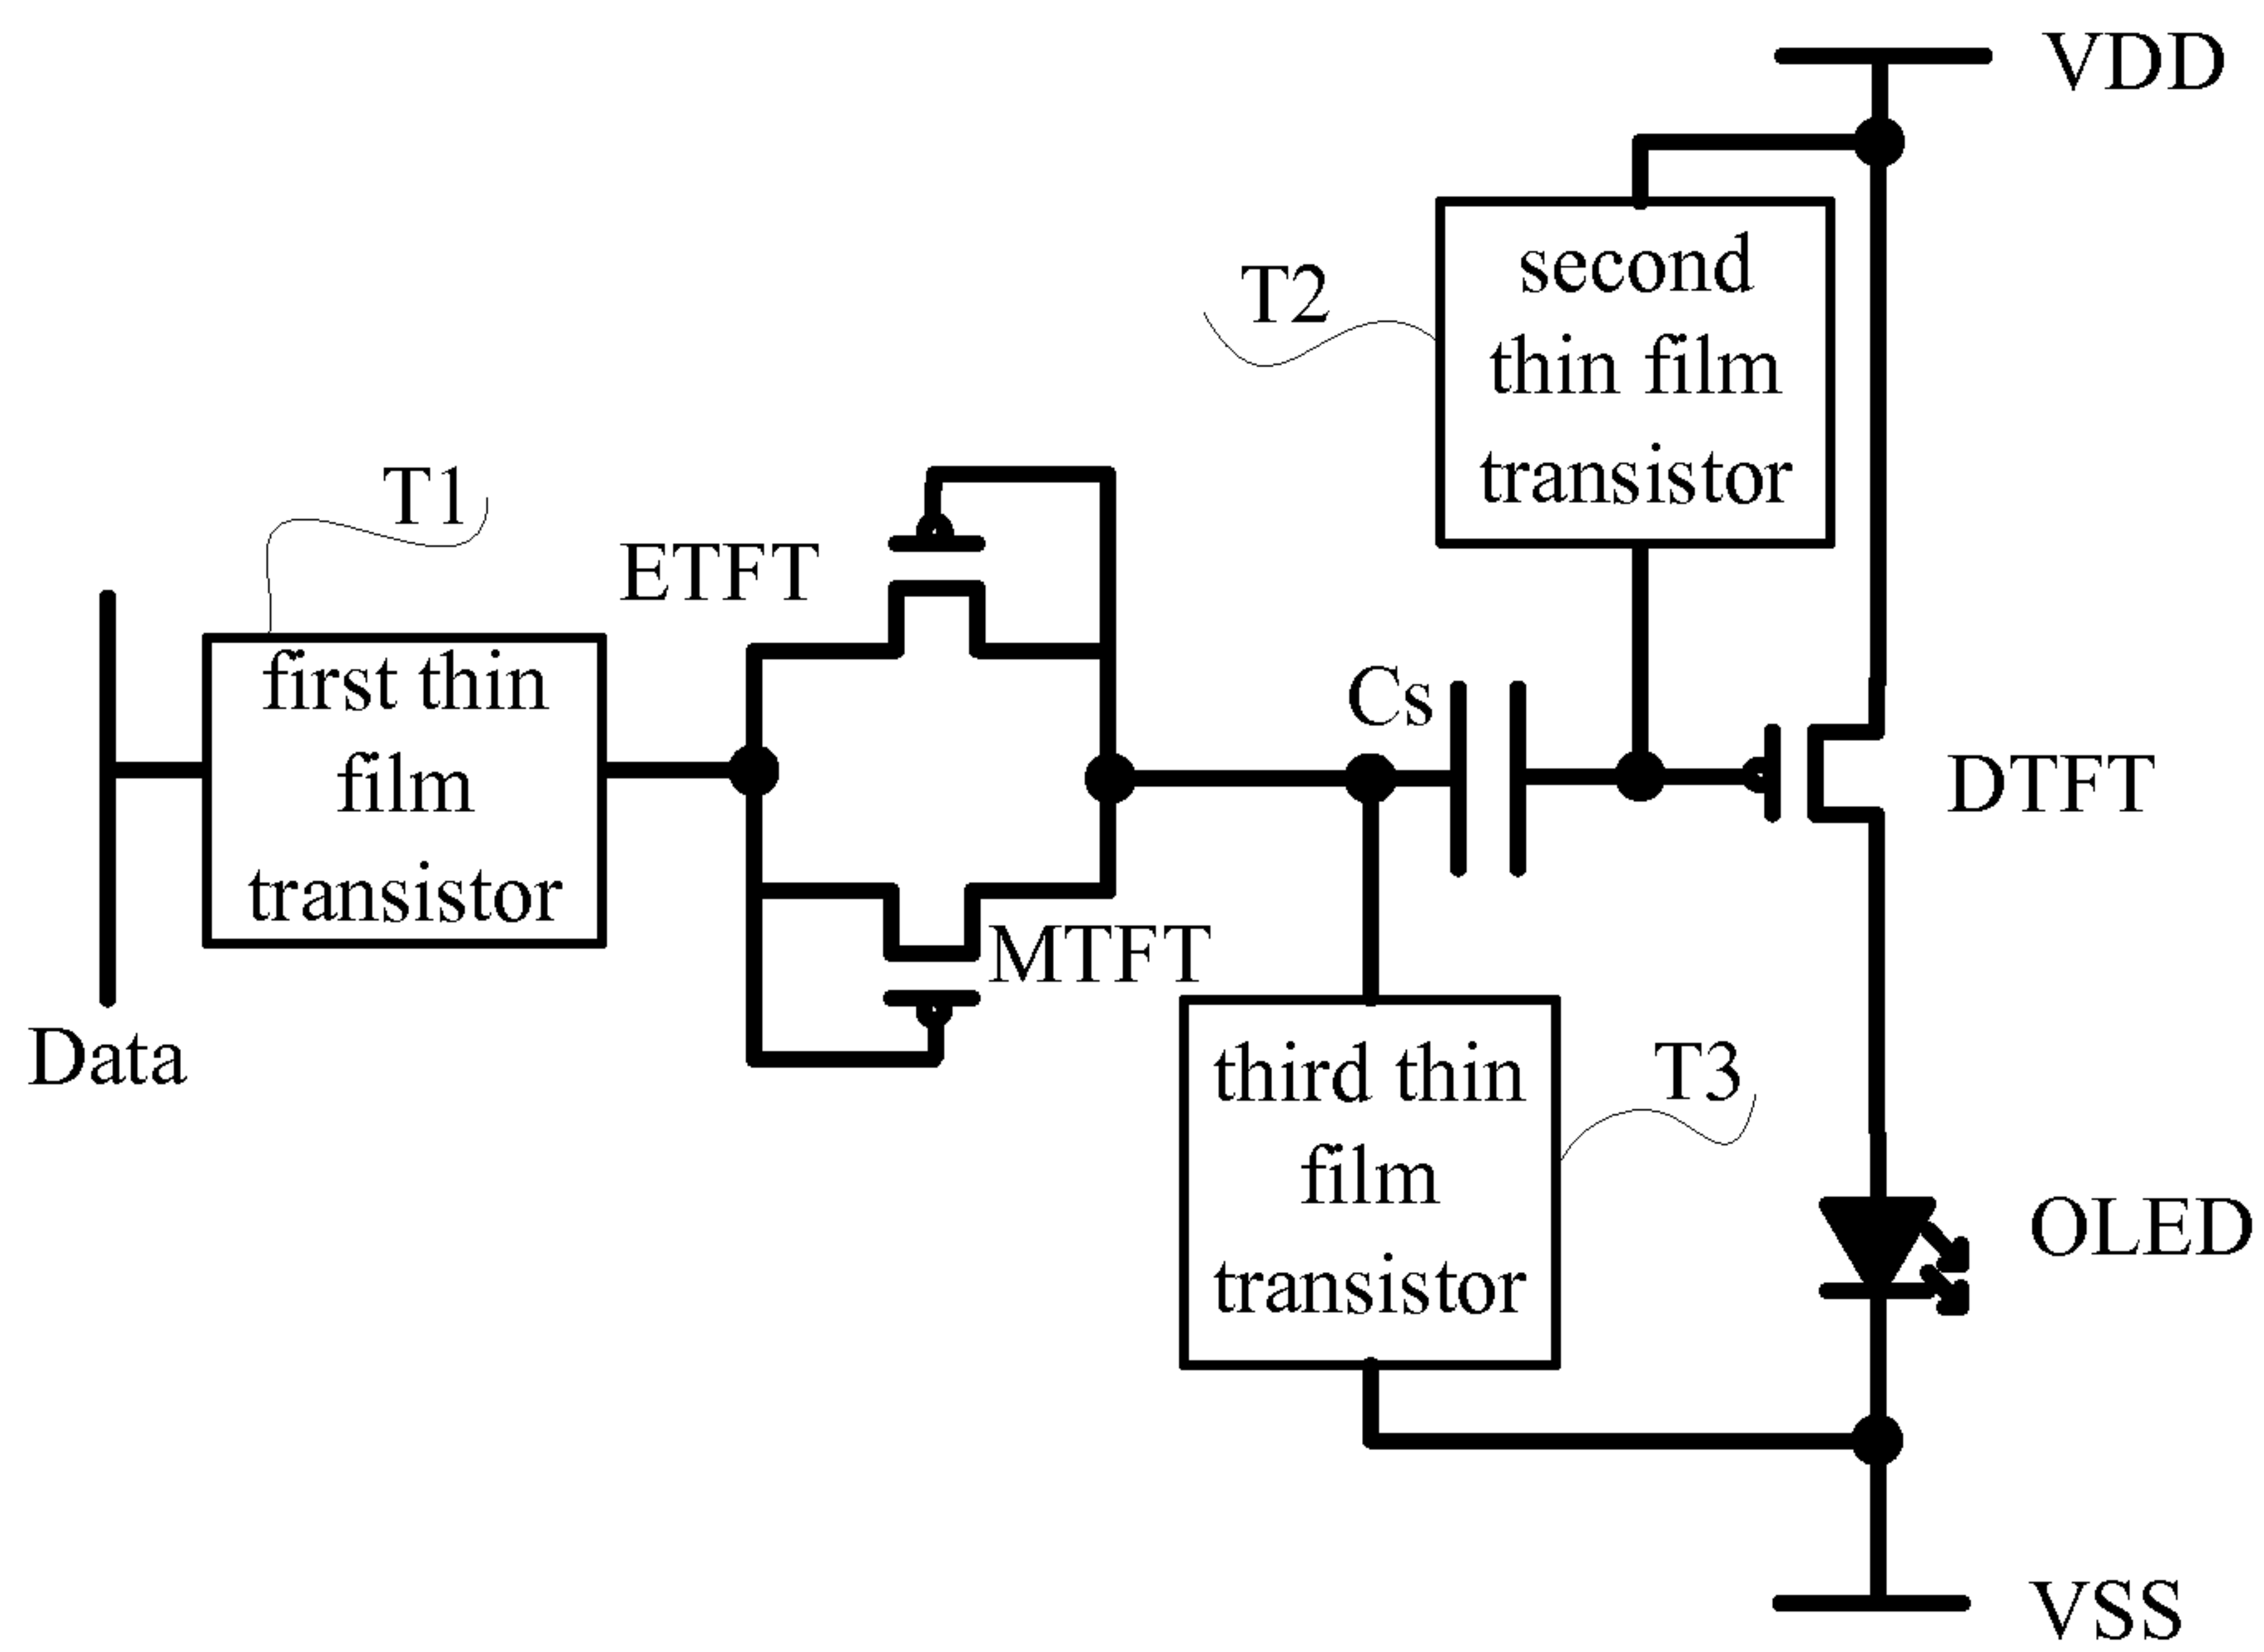 VDD
second
thin film
transistor
T2
T1
ETFT
first thin
film
transistor
Cs
DTFT
MTFT
Data
third thin
film
transistor
T3
OLED
VSS